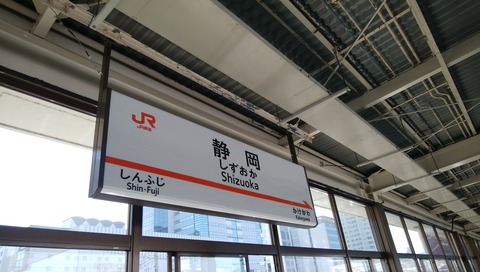 JR
JR東海
静岡
しずおか
Shizuoka
しんふじ
Shin-Fuji
かけがわ
Kakegawa